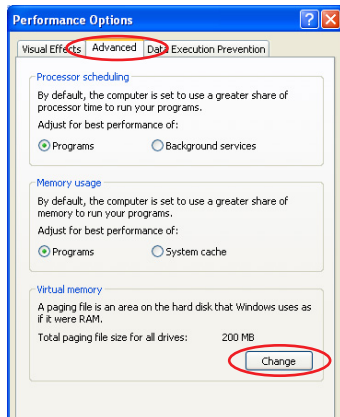 Performance Options
Visual Effects Advanced Data Execution Prevention
Processor scheduling
By default, the computer is set to use a greater share of
processor time to run your programs.
Adjust for best performance of:
Programs Background services
Memory usage
By default, the computer is set to use a greater share of
memory to run your programs.
Adjust for best performance of:
Programs System cache
Virtual memory
A paging file is an area on the hard disk that Windows uses as
if it were RAM.
Total paging file size for all drives: 200 MB
Change